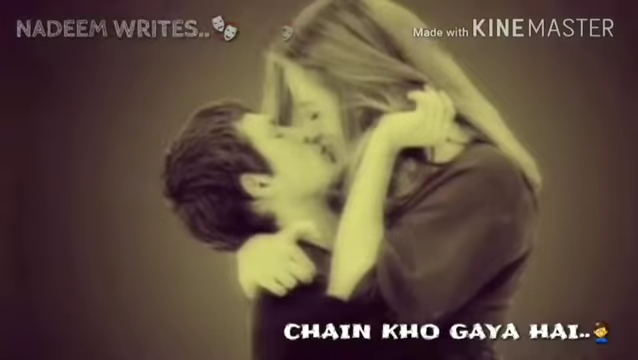 NADEEM WRITES..🎭
Made with KINEMASTER
CHAIN KHO GAYA HAI..🤦